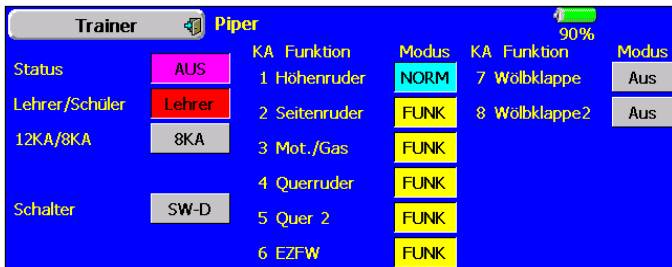 Trainer Piper 90%
KA Funktion Modus KA Funktion Modus
Status AUS 1 Höhenruder NORM 7 Wölbklappe Aus
Lehrer/Schüler Lehrer 2 Seitenruder FUNK 8 Wölbklappe2 Aus
12KA/8KA 8KA 3 Mot./Gas FUNK
4 Querruder FUNK
Schalter SW-D 5 Quer 2 FUNK
6 EZFW FUNK